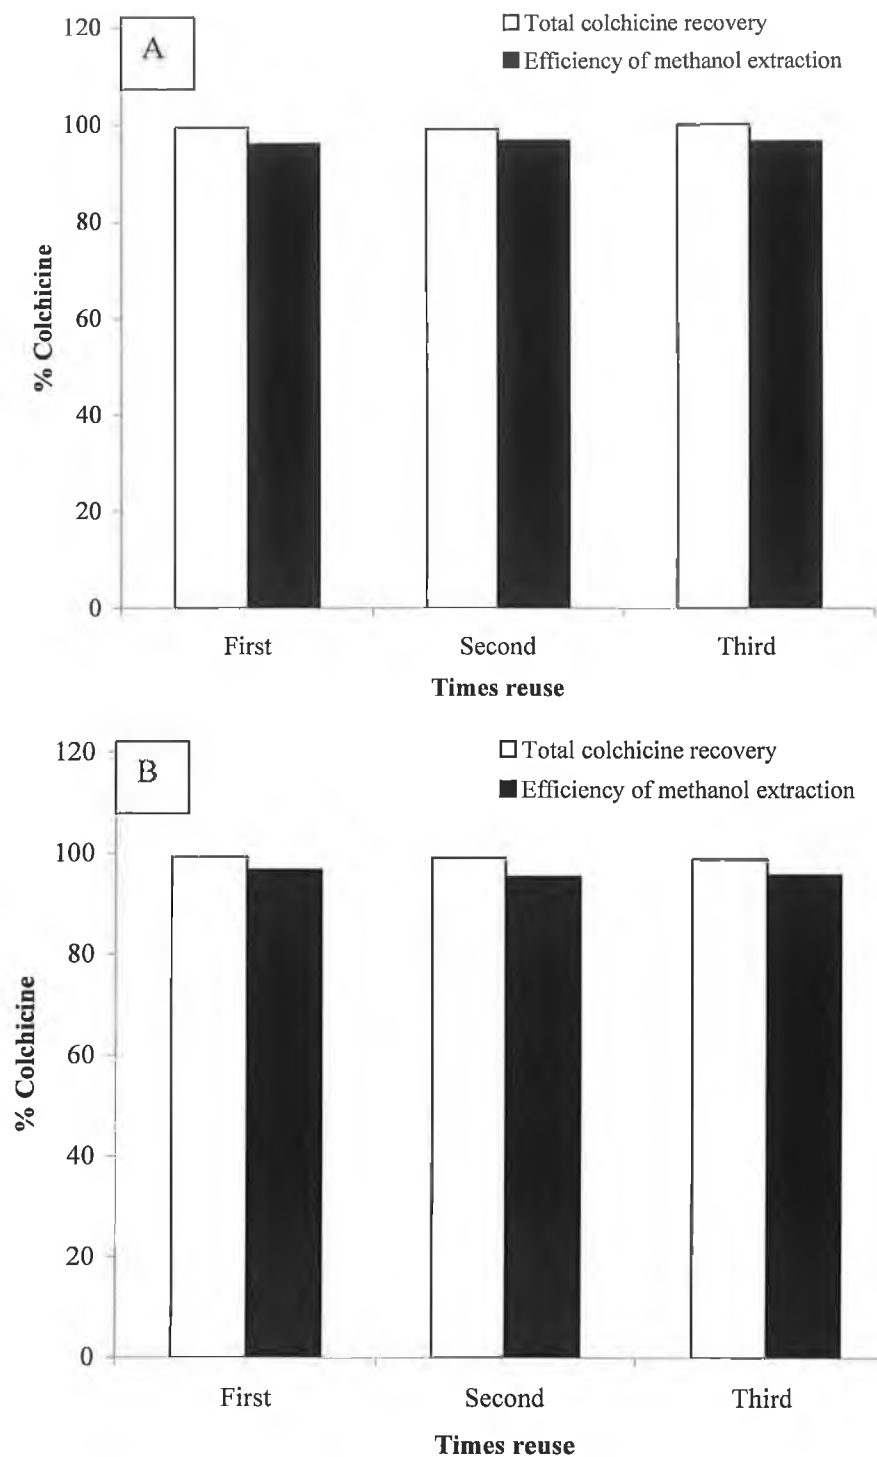 A
□ Total colchicine recovery
■ Efficiency of methanol extraction
120
100
80
60
40
20
0
% Colchicine
First Second Third
Times reuse
B
□ Total colchicine recovery
■ Efficiency of methanol extraction
120
100
80
60
40
20
0
% Colchicine
First Second Third
Times reuse